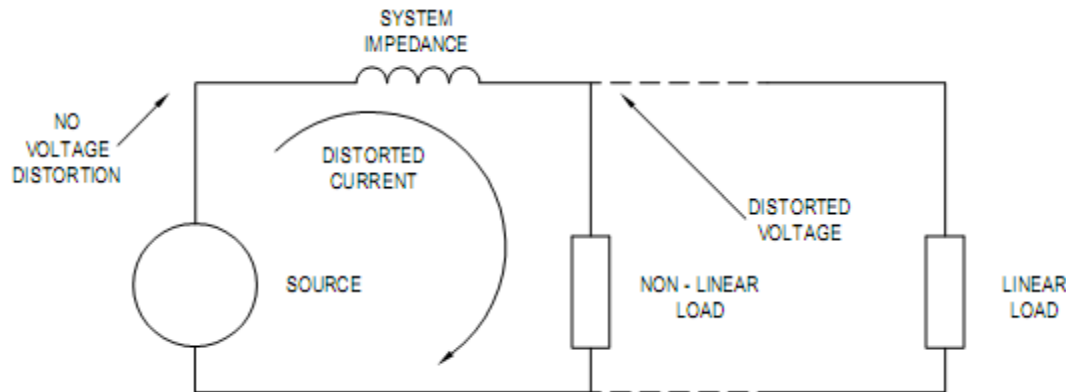 SYSTEM
IMPEDANCE
NO
VOLTAGE
DISTORTION
DISTORTED
CURRENT
DISTORTED
VOLTAGE
SOURCE
NON - LINEAR
LOAD
LINEAR
LOAD